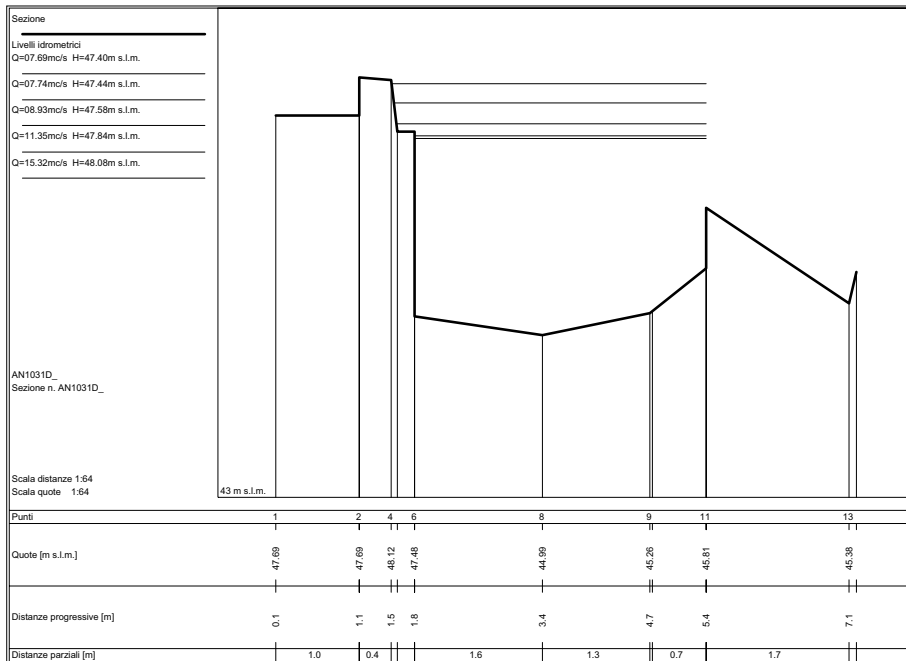 Sezione
Livelli idrometrici
Q=07.69mc/s H=47.40m s.l.m.
Q=07.74mc/s H=47.44m s.l.m.
Q=08.93mc/s H=47.58m s.l.m.
Q=11.35mc/s H=47.84m s.l.m.
Q=15.32mc/s H=48.08m s.l.m.
AN1031D_
Sezione n. AN1031D_
Scala distanze 1:64
Scala quote 1:64
43 m s.l.m.
Punti 1 2 4 6 8 9 11 13
Quote [m s.l.m.] 47.69 47.69 48.12 47.48 44.99 45.26 45.81 45.38
Distanze progressive [m] 0.1 1.1 1.5 1.8 3.4 4.7 5.4 7.1
Distanze parziali [m] 1.0 0.4 1.6 1.3 0.7 1.7